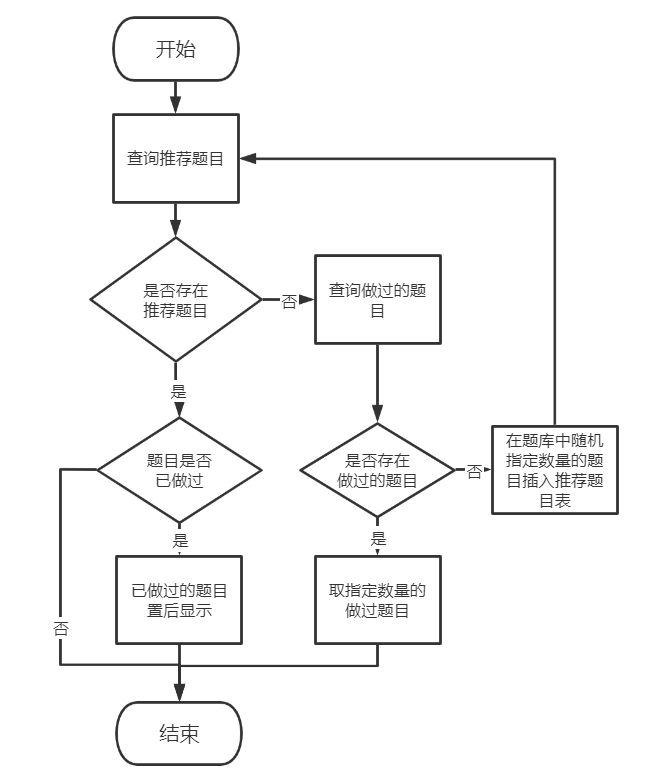 开始
查询推荐题目
是否存在
推荐题目
否
查询做过的题
目
是
题目是否
已做过
是否存在
做过的题目
否
在题库中随机
指定数量的题
目插入推荐题
目表
是
是
已做过的题目
置后显示
取指定数量的
做过题目
否
结束